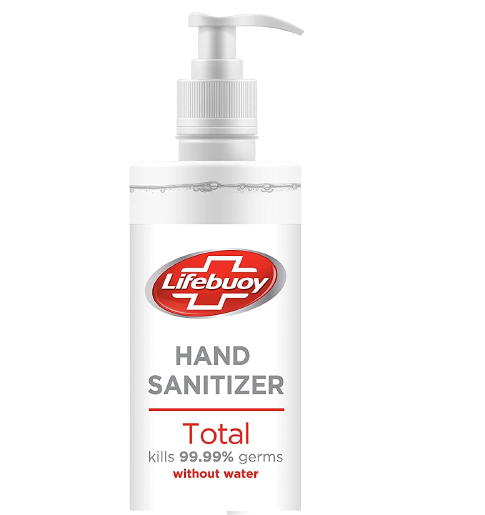 Lifebuoy
HAND
SANITIZER
Total
kills 99.99% germs
without water